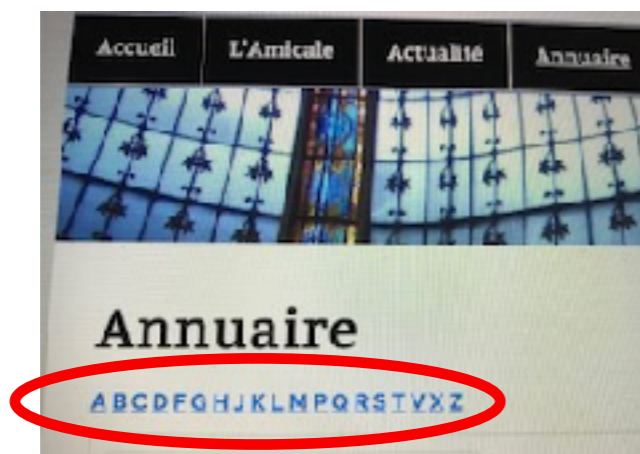 Accueil L'Amicale Actualité Annuaire
Annuaire
A B C D F G H J K L M P Q R S T V X Z